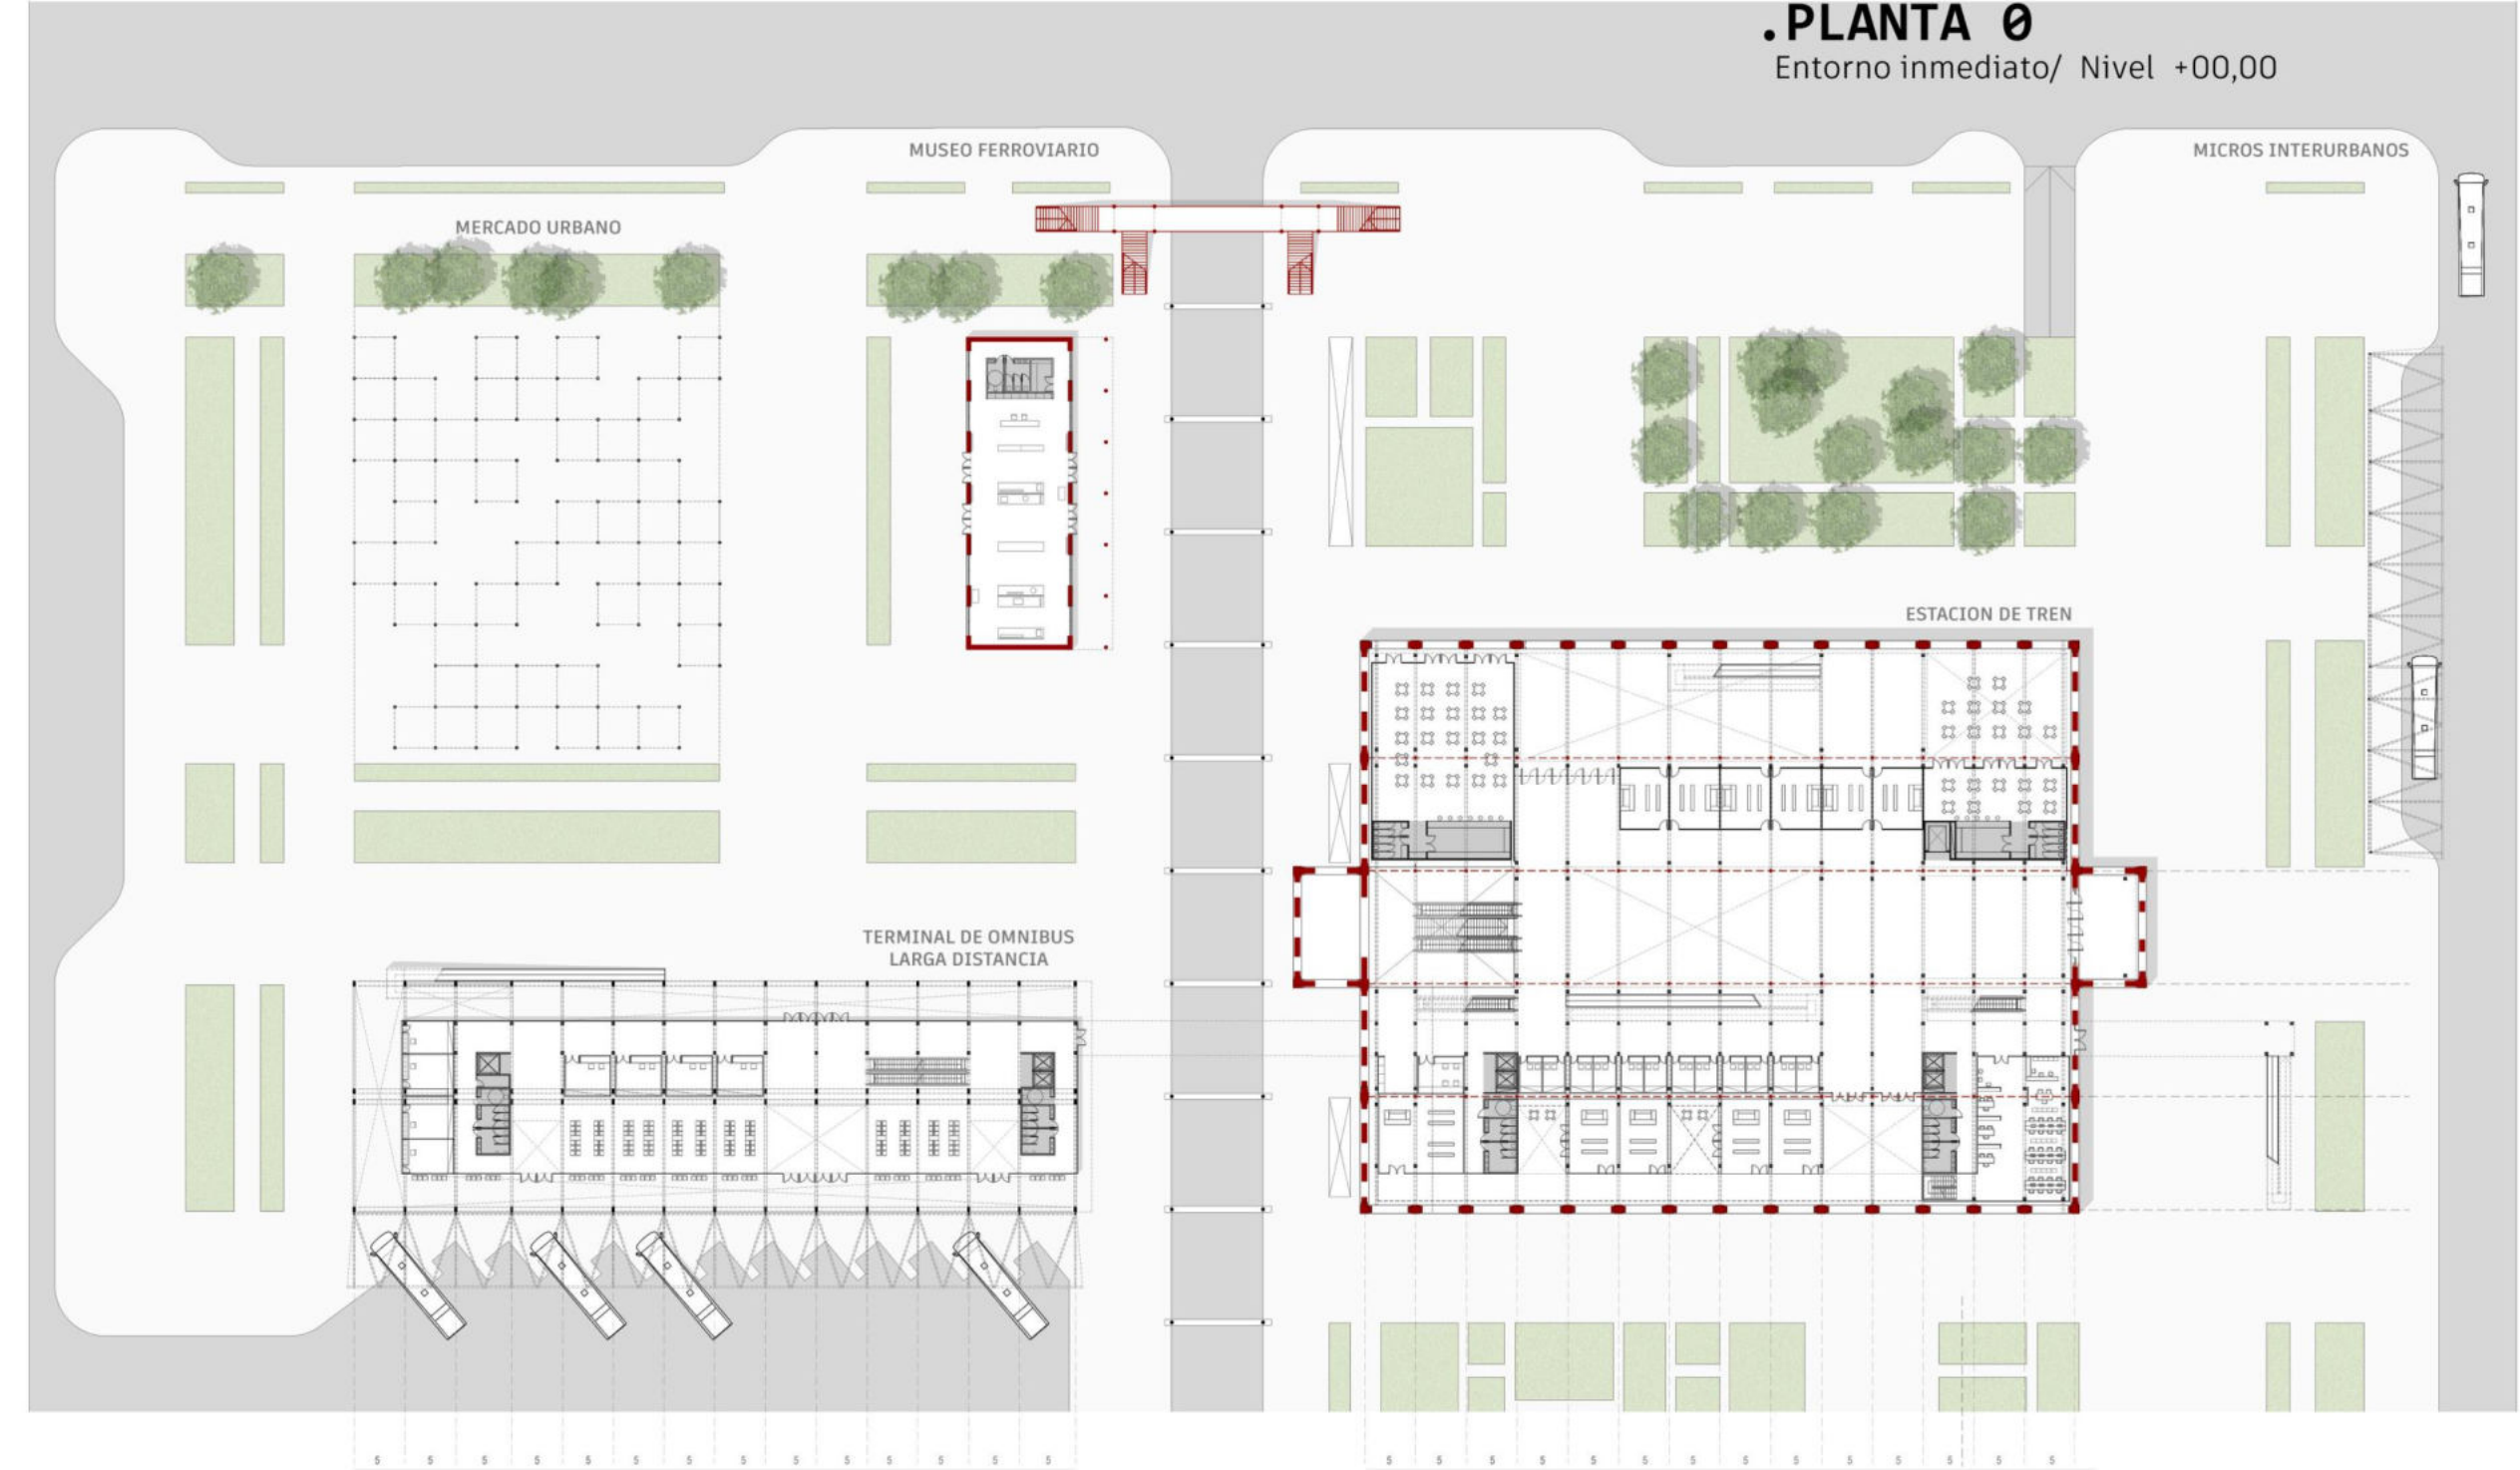 .PLANTA 0
Entorno inmediato/ Nivel +00,00
MUSEO FERROVIARIO
MICROS INTERURBANOS
MERCADO URBANO
ESTACION DE TREN
TERMINAL DE OMNIBUS
LARGA DISTANCIA
5 5 5 5 5 5 5 5 5 5 5 5 5 5 5 5 5 5 5 5 5 5 5 5 5 5 5 5